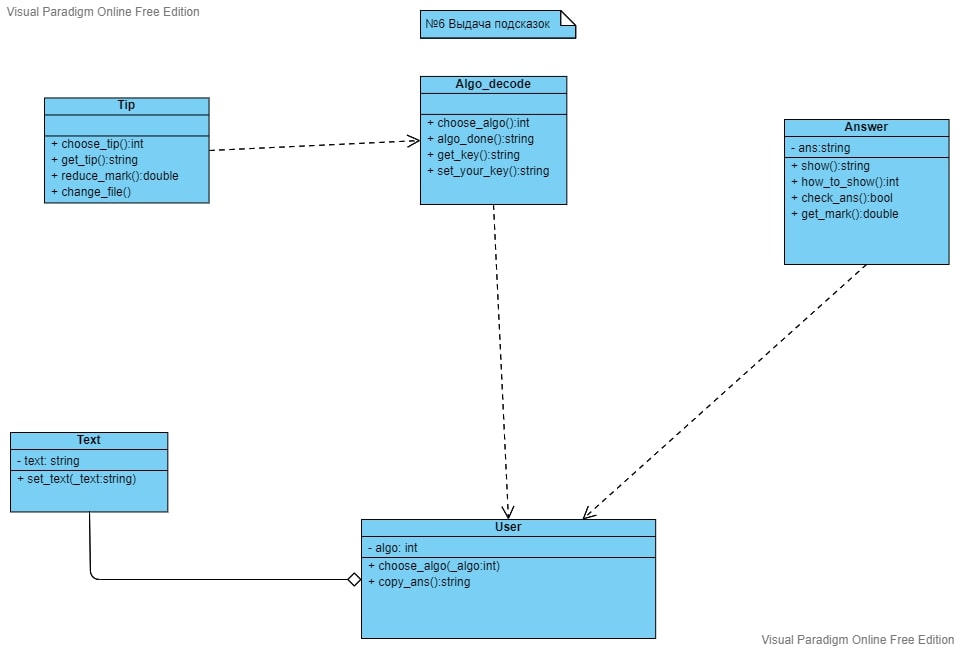 Visual Paradigm Online Free Edition
№6 Выдача подсказок
Tip
+ choose_tip():int
+ get_tip():string
+ reduce_mark():double
+ change_file()
Algo_decode
+ choose_algo():int
+ algo_done():string
+ get_key():string
+ set_your_key():string
Answer
- ans:string
+ show():string
+ how_to_show():int
+ check_ans():bool
+ get_mark():double
Text
- text: string
+ set_text(_text:string)
User
- algo: int
+ choose_algo(_algo:int)
+ copy_ans():string
Visual Paradigm Online Free Edition